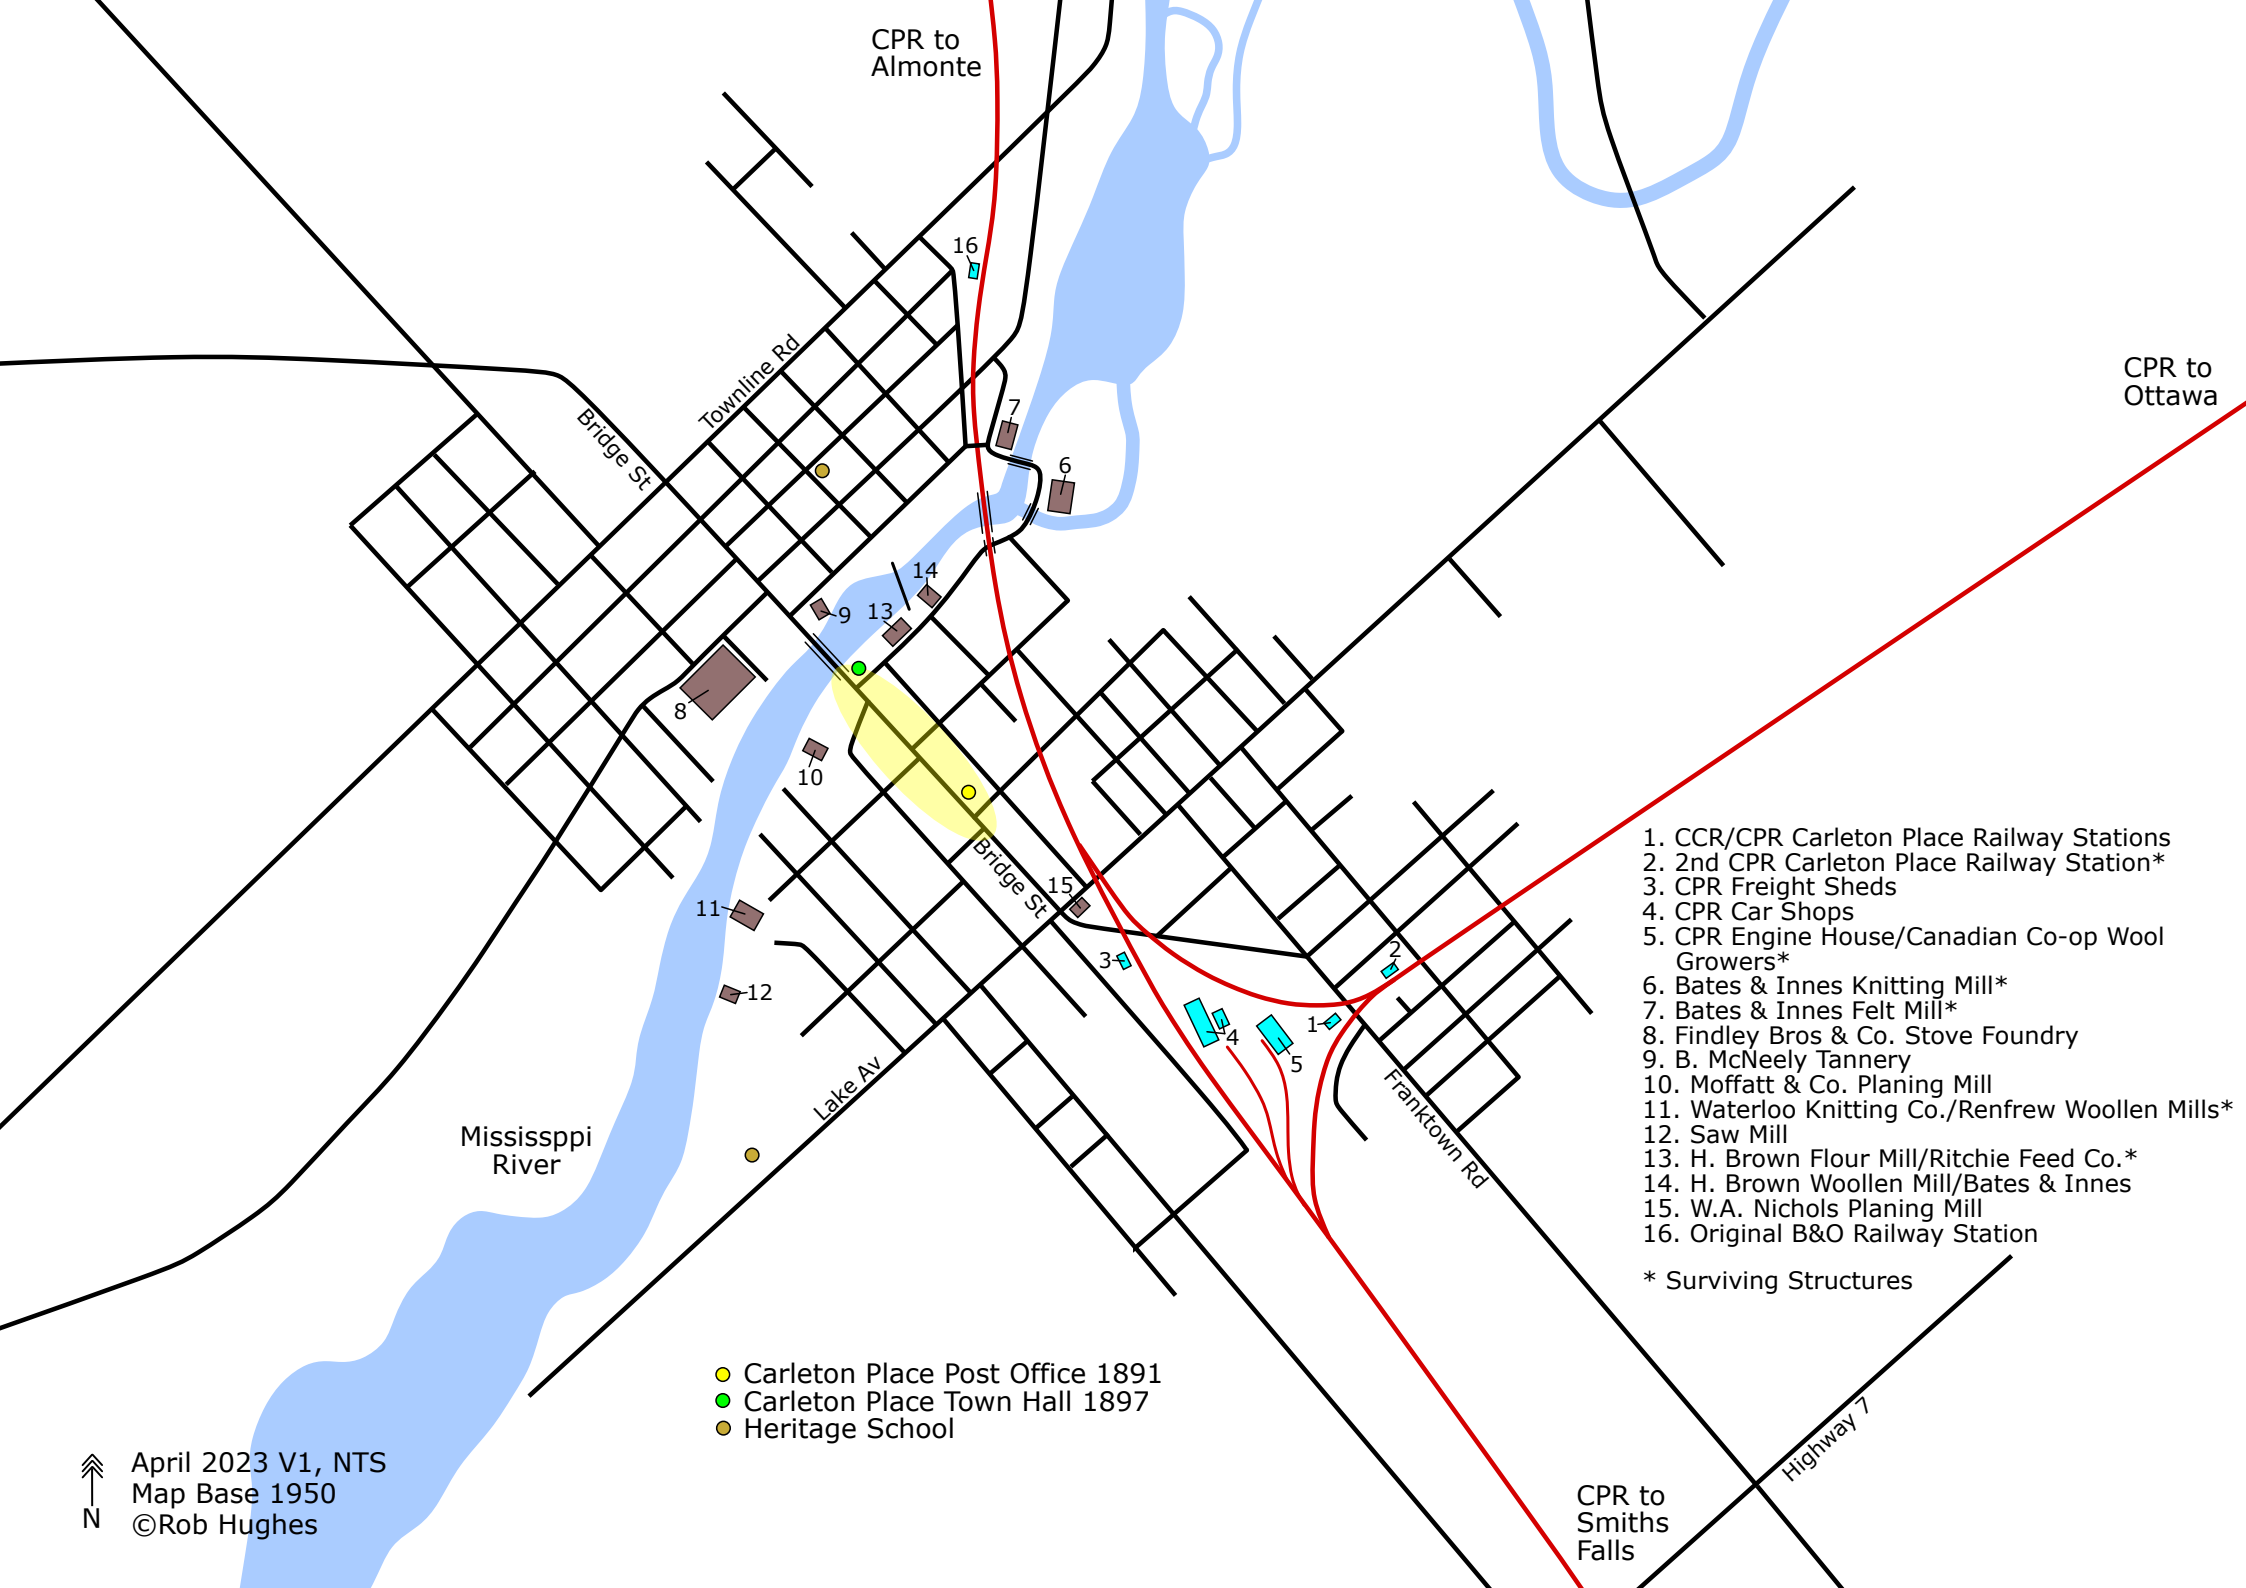 CPR to
Almonte
16
CPR to
Ottawa
Townline Rd
Bridge St
7
6
14
13
9
8
10
15
Bridge St
11
3
2
12
1
4
5
Lake Av
Franktown Rd
Mississppi
River
1. CCR/CPR Carleton Place Railway Stations
2. 2nd CPR Carleton Place Railway Station*
3. CPR Freight Sheds
4. CPR Car Shops
5. CPR Engine House/Canadian Co-op Wool
Growers*
6. Bates & Innes Knitting Mill*
7. Bates & Innes Felt Mill*
8. Findley Bros & Co. Stove Foundry
9. B. McNeely Tannery
10. Moffatt & Co. Planing Mill
11. Waterloo Knitting Co./Renfrew Woollen Mills*
12. Saw Mill
13. H. Brown Flour Mill/Ritchie Feed Co.*
14. H. Brown Woollen Mill/Bates & Innes
15. W.A. Nichols Planing Mill
16. Original B&O Railway Station
* Surviving Structures
Carleton Place Post Office 1891
Carleton Place Town Hall 1897
Heritage School
Highway 7
CPR to
Smiths
Falls
April 2023 V1, NTS
Map Base 1950
©Rob Hughes
N